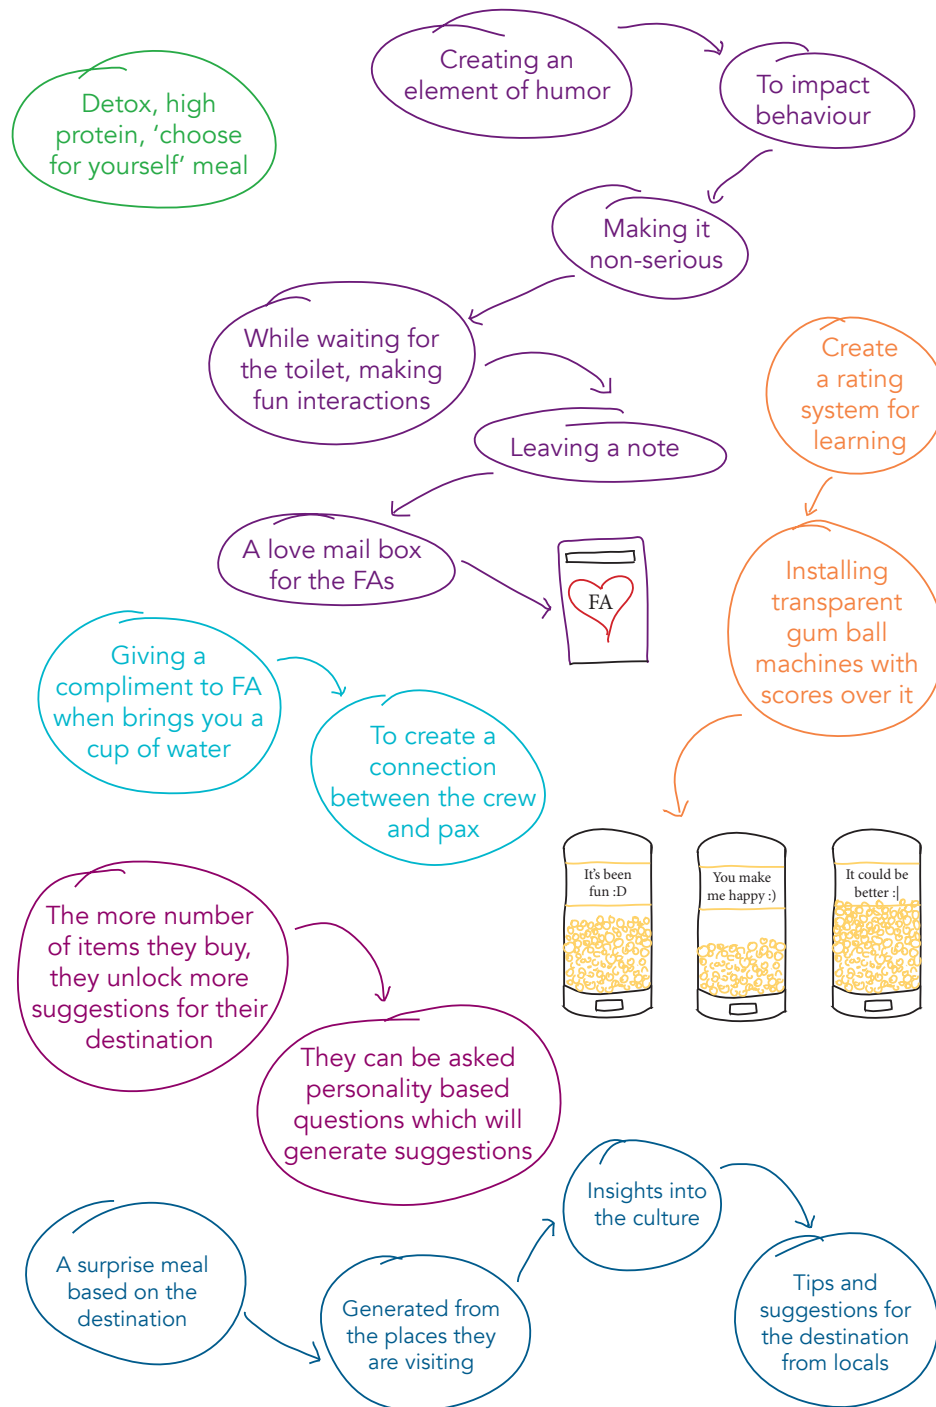 Creating an
element of humor
To impact
behaviour
Detox, high
protein, ‘choose
for yourself’ meal
Making it
non-serious
While waiting for
the toilet, making
fun interactions
Leaving a note
A love mail box
for the FAs
FA
Create
a rating
system for
learning
Installing
transparent
gum ball
machines with
scores over it
It’s been
fun :D
You make
me happy :)
It could be
better :|
Giving a
compliment to FA
when brings you a
cup of water
To create a
connection
between the crew
and pax
The more number
of items they buy,
they unlock more
suggestions for their
destination
They can be asked
personality based
questions which will
generate suggestions
A surprise meal
based on the
destination
Generated from
the places they
are visiting
Insights into
the culture
Tips and
suggestions for
the destination
from locals